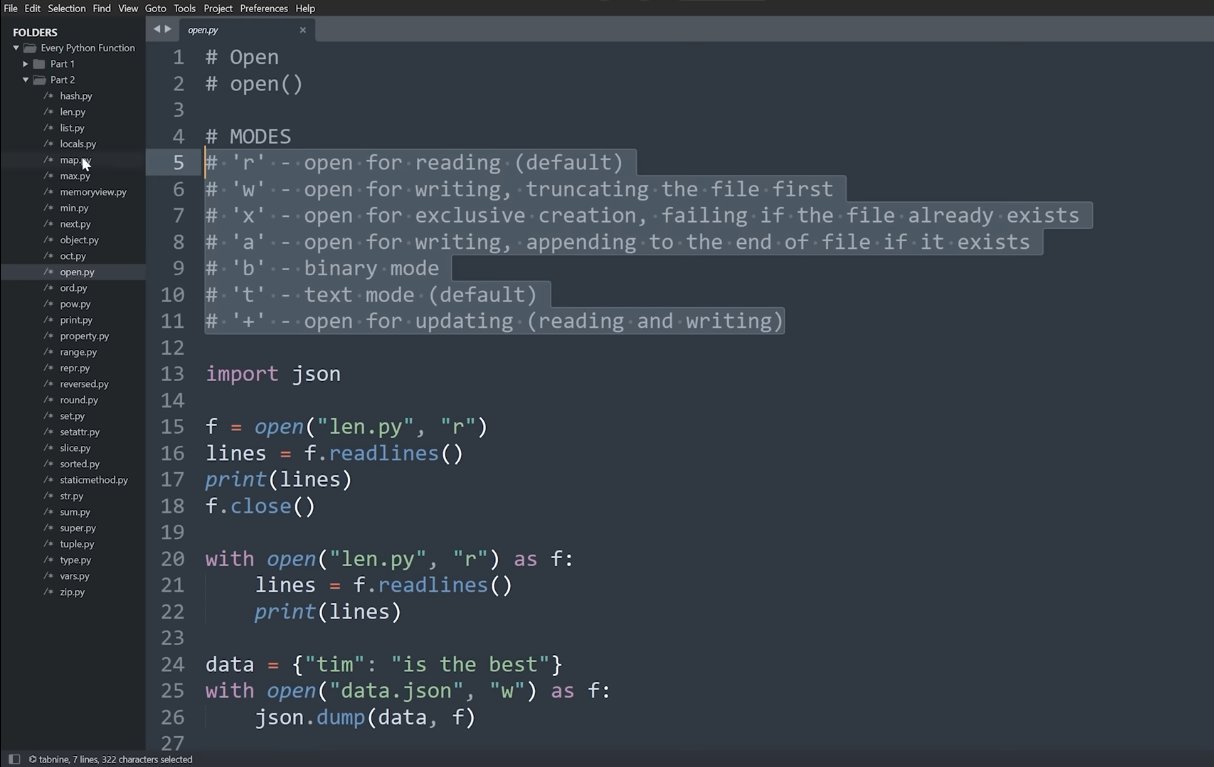 File Edit Selection Find View Goto Tools Project Preferences Help
FOLDERS
Every Python Function
Part 1
Part 2
/* hash.py
/* len.py
/* list.py
/* locals.py
/* map.py
/* max.py
/* memoryview.py
/* min.py
/* next.py
/* object.py
/* oct.py
/* open.py
/* ord.py
/* pow.py
/* print.py
/* property.py
/* range.py
/* repr.py
/* reversed.py
/* round.py
/* set.py
/* setattr.py
/* slice.py
/* sorted.py
/* staticmethod.py
/* str.py
/* sum.py
/* super.py
/* tuple.py
/* type.py
/* vars.py
/* zip.py
open.py ×
1 # Open
2 # open()
3
4 # MODES
5 # 'r' - open for reading (default)
6 # 'w' - open for writing, truncating the file first
7 # 'x' - open for exclusive creation, failing if the file already exists
8 # 'a' - open for writing, appending to the end of file if it exists
9 # 'b' - binary mode
10 # 't' - text mode (default)
11 # '+' - open for updating (reading and writing)
12
13 import json
14
15 f = open("len.py", "r")
16 lines = f.readlines()
17 print(lines)
18 f.close()
19
20 with open("len.py", "r") as f:
21     lines = f.readlines()
22     print(lines)
23
24 data = {"tim": "is the best"}
25 with open("data.json", "w") as f:
26     json.dump(data, f)
27
tabnine, 7 lines, 322 characters selected